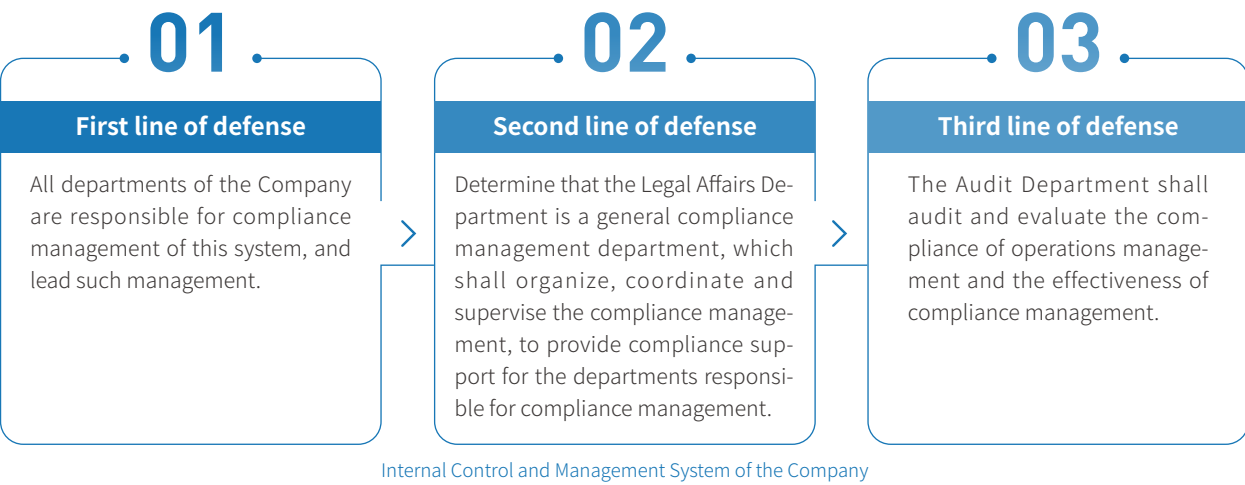 01
First line of defense
All departments of the Company
are responsible for compliance
management of this system, and
lead such management.
02
Second line of defense
Determine that the Legal Affairs De-
partment is a general compliance
management department, which
shall organize, coordinate and
supervise the compliance manage-
ment, to provide compliance sup-
port for the departments responsi-
ble for compliance management.
03
Third line of defense
The Audit Department shall
audit and evaluate the com-
pliance of operations manage-
ment and the effectiveness of
compliance management.
Internal Control and Management System of the Company